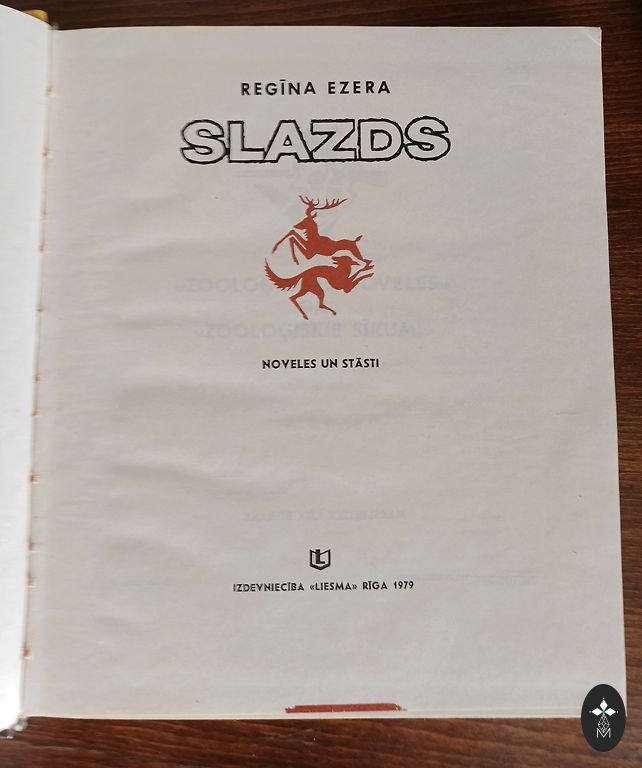 REGĪNA EZERA
SLAZDS
NOVELES UN STĀSTI
IZDEVNIECĪBA «LIESMA» RĪGA 1979